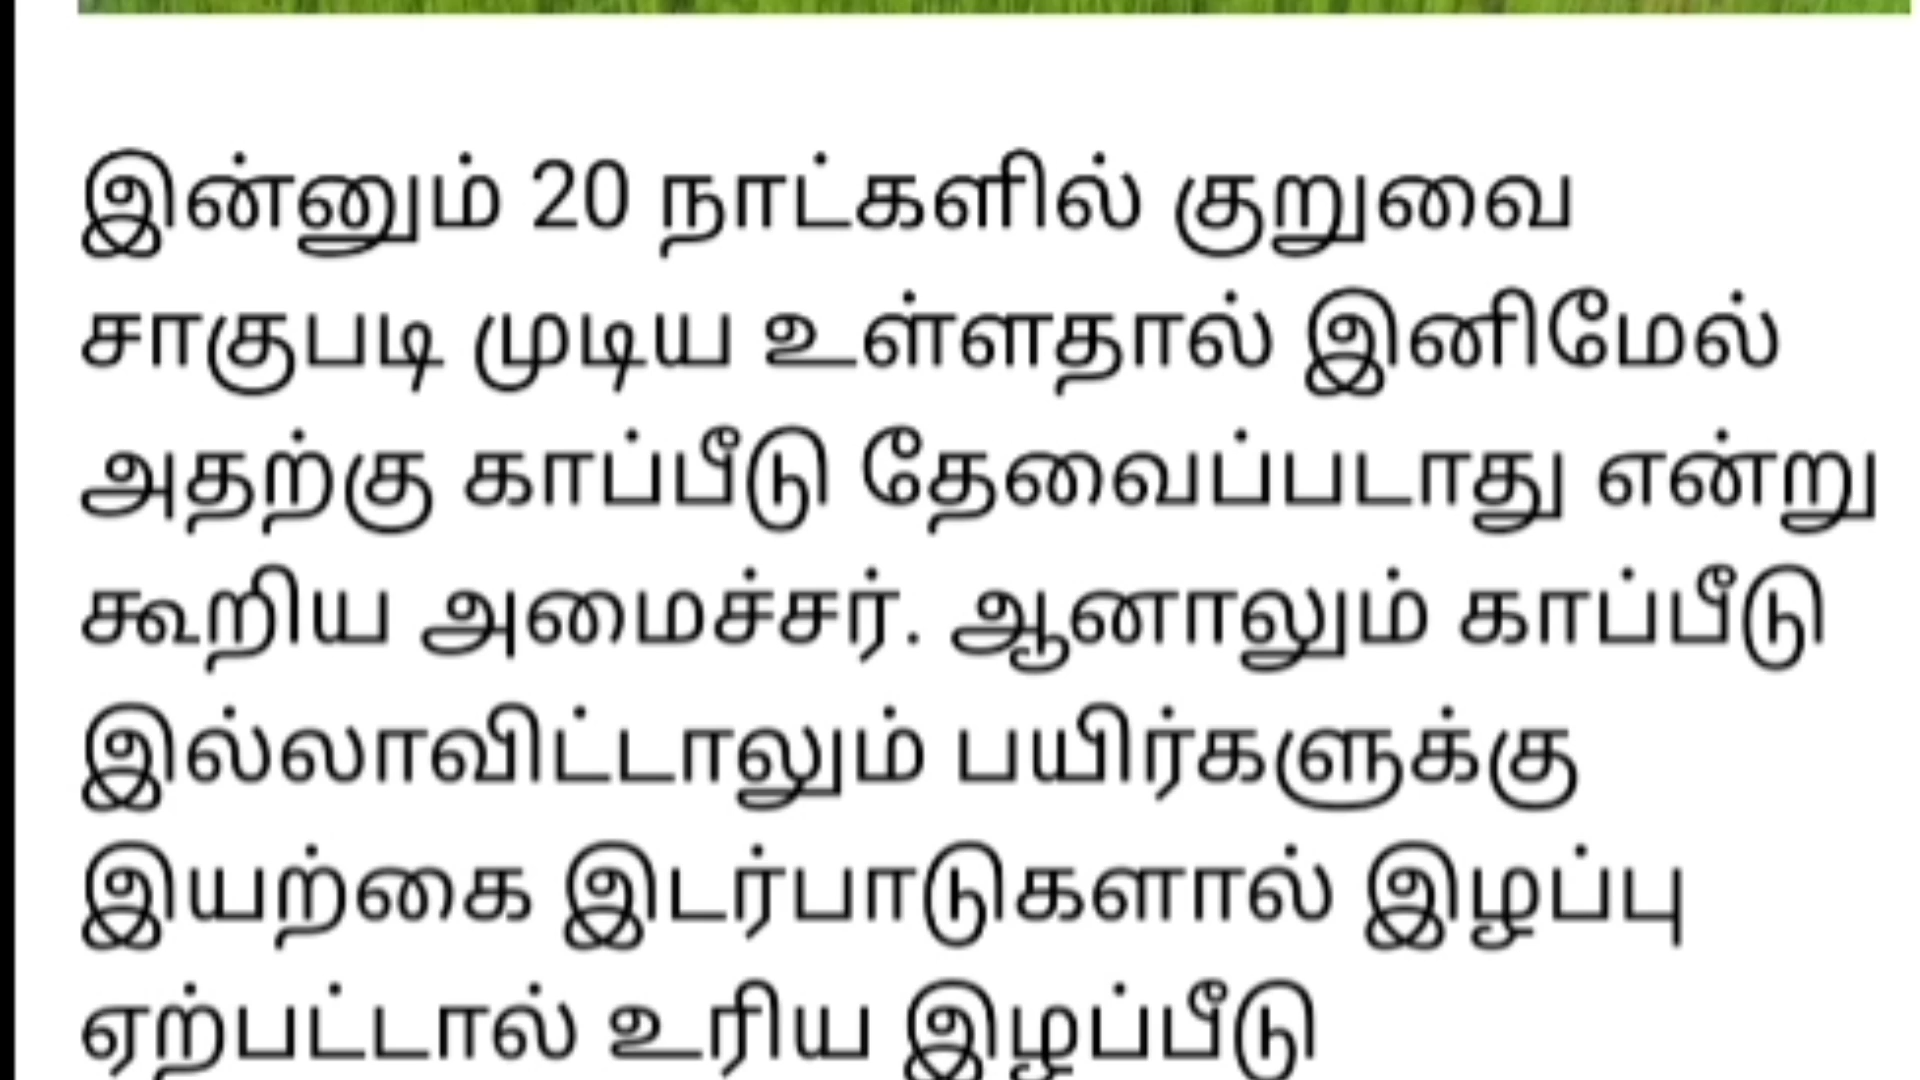 இன்னும் 20 நாட்களில் குறுவை
சாகுபடி முடிய உள்ளதால் இனிமேல்
அதற்கு காப்பீடு தேவைப்படாது என்று
கூறிய அமைச்சர். ஆனாலும் காப்பீடு
இல்லாவிட்டாலும் பயிர்களுக்கு
இயற்கை இடர்பாடுகளால் இழப்பு
ஏற்பட்டால் உரிய இழப்பீடு